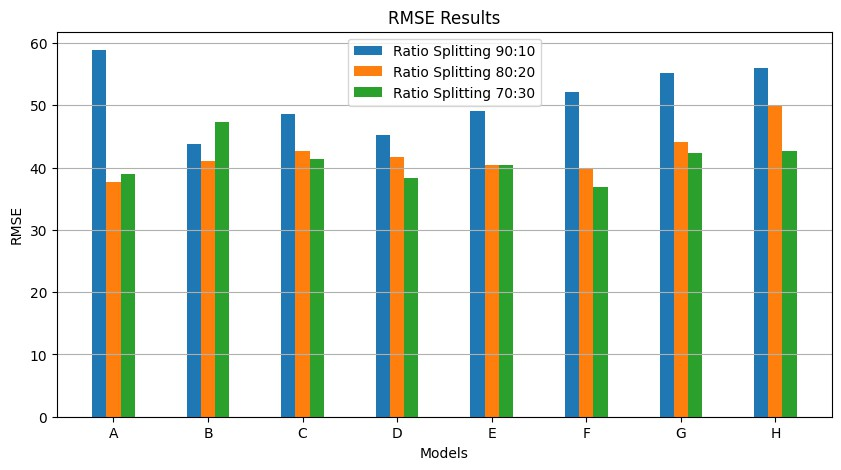 RMSE Results
Ratio Splitting 90:10
Ratio Splitting 80:20
Ratio Splitting 70:30
60
50
40
30
20
10
0
RMSE
A B C D E F G H
Models